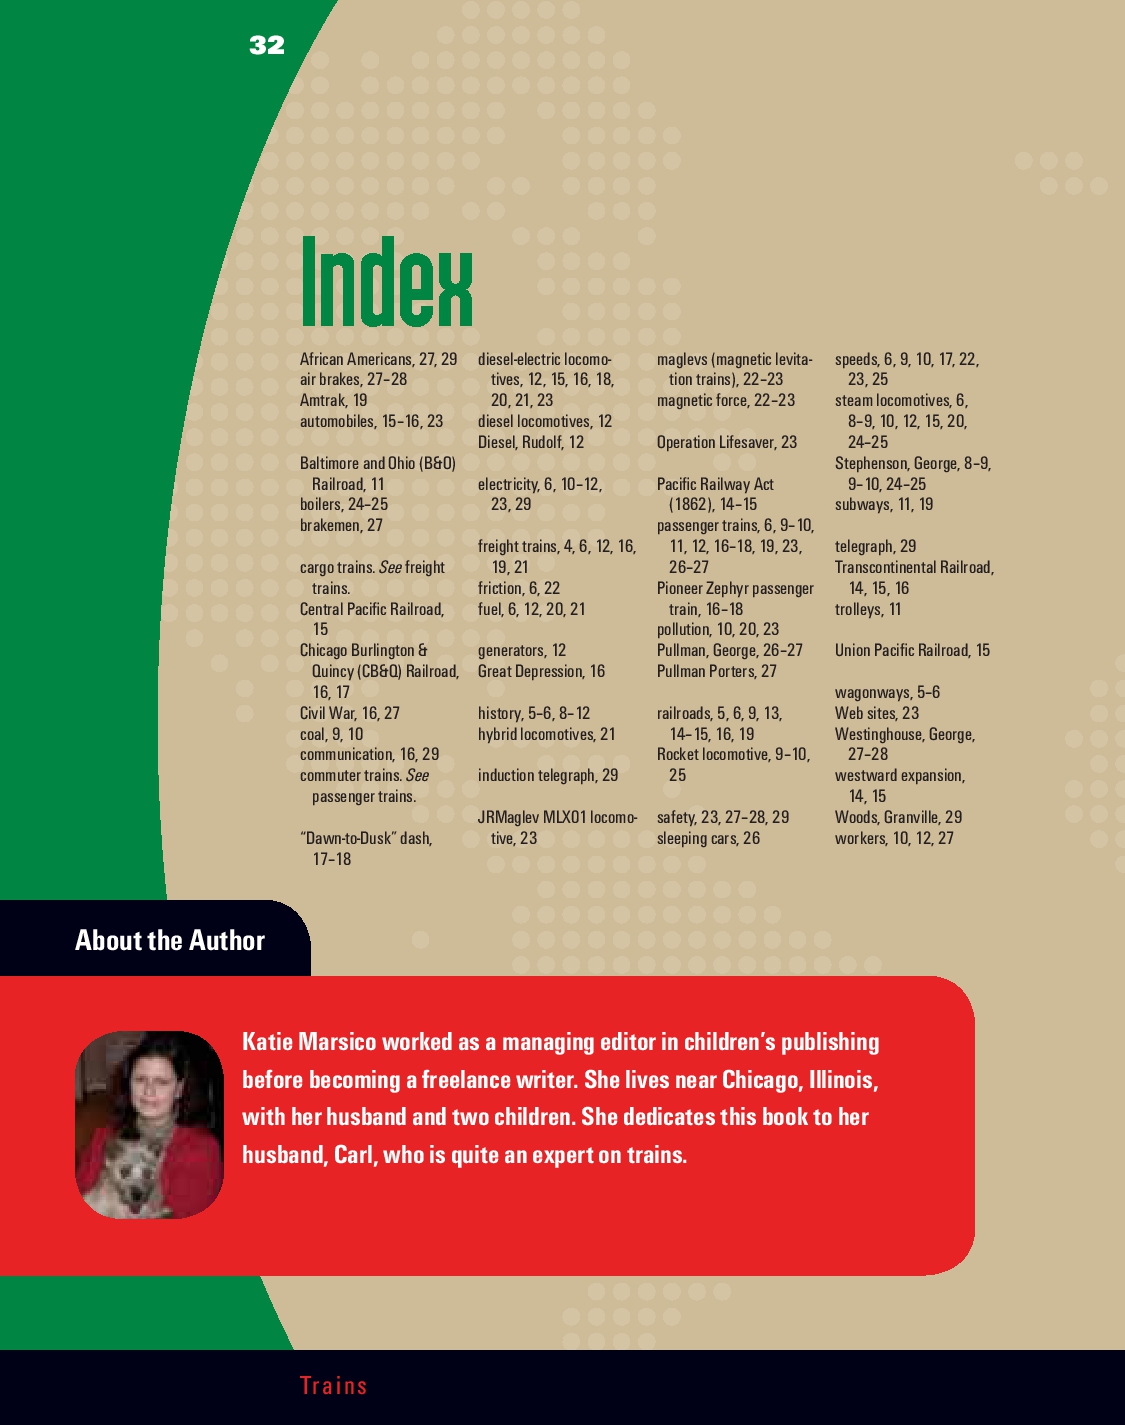 32
Index
African Americans, 27, 29
air brakes, 27–28
Amtrak, 19
automobiles, 15–16, 23
Baltimore and Ohio (B&O)
Railroad, 11
boilers, 24–25
brakemen, 27
cargo trains. See freight
trains.
Central Pacific Railroad,
15
Chicago Burlington &
Quincy (CB&Q) Railroad,
16, 17
Civil War, 16, 27
coal, 9, 10
communication, 16, 29
commuter trains. See
passenger trains.
“Dawn-to-Dusk” dash,
17–18
diesel-electric locomo-
tives, 12, 15, 16, 18,
20, 21, 23
diesel locomotives, 12
Diesel, Rudolf, 12
electricity, 6, 10–12,
23, 29
freight trains, 4, 6, 12, 16,
19, 21
friction, 6, 22
fuel, 6, 12, 20, 21
generators, 12
Great Depression, 16
history, 5–6, 8–12
hybrid locomotives, 21
induction telegraph, 29
JRMaglev MLX01 locomo-
tive, 23
maglevs (magnetic levita-
tion trains), 22–23
magnetic force, 22–23
Operation Lifesaver, 23
Pacific Railway Act
(1862), 14–15
passenger trains, 6, 9–10,
11, 12, 16–18, 19, 23,
26–27
Pioneer Zephyr passenger
train, 16–18
pollution, 10, 20, 23
Pullman, George, 26–27
Pullman Porters, 27
railroads, 5, 6, 9, 13,
14–15, 16, 19
Rocket locomotive, 9–10,
25
safety, 23, 27–28, 29
sleeping cars, 26
speeds, 6, 9, 10, 17, 22,
23, 25
steam locomotives, 6,
8–9, 10, 12, 15, 20,
24–25
Stephenson, George, 8–9,
9–10, 24–25
subways, 11, 19
telegraph, 29
Transcontinental Railroad,
14, 15, 16
trolleys, 11
Union Pacific Railroad, 15
wagonways, 5–6
Web sites, 23
Westinghouse, George,
27–28
westward expansion,
14, 15
Woods, Granville, 29
workers, 10, 12, 27
About the Author
Katie Marsico worked as a managing editor in children’s publishing
before becoming a freelance writer. She lives near Chicago, Illinois,
with her husband and two children. She dedicates this book to her
husband, Carl, who is quite an expert on trains.
Trains